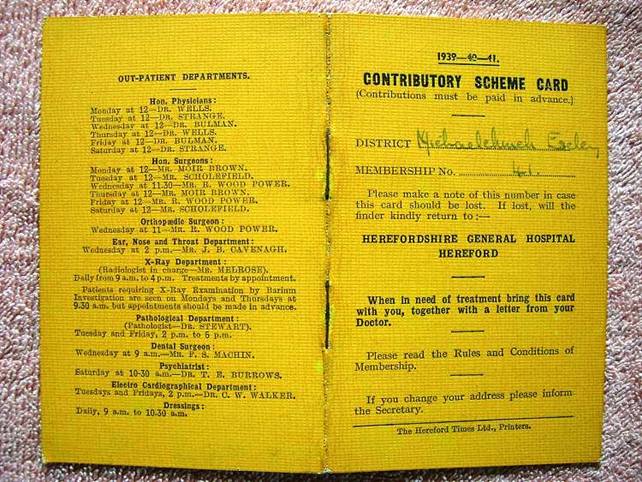 OUT-PATIENT DEPARTMENTS.
Hon. Physicians:
Monday at 12—DR. WELLS.
Tuesday at 12—DR. STRANGE.
Wednesday at 12—DR. BULMAN.
Thursday at 12—DR. WELLS.
Friday at 12—DR. BULMAN.
Saturday at 12—DR. STRANGE.
Hon. Surgeons:
Monday at 12—MR. MOIR BROWN.
Tuesday at 12—MR. SCHOLEFIELD.
Wednesday at 11.30—MR. R. WOOD POWER.
Thursday at 12—MR. MOIR BROWN.
Friday at 12—MR. R. WOOD POWER.
Saturday at 12—MR. SCHOLEFIELD.
Orthopædic Surgeon:
Wednesday at 11—MR. R. WOOD POWER.
Ear, Nose and Throat Department:
Wednesday at 2 p.m.—MR. J. B. CAVENAGH.
X-Ray Department:
(Radiologist in charge—MR. MELROSE).
Daily from 9 a.m. to 4 p.m. Treatments by appointment.
Patients requiring X-Ray Examination by Barium
Investigation are seen on Mondays and Thursdays at
9.30 a.m. but appointments should be made in advance.
Pathological Department:
(Pathologist—DR. STEWART).
Tuesday and Friday, 2 p.m. to 5 p.m.
Dental Surgeon:
Wednesday at 9 a.m.—MR. F. S. MACHIN.
Psychiatrist:
Saturday at 10-30 a.m.—DR. T. E. BURROWS.
Electro Cardiographical Department:
Tuesdays and Fridays, 2 p.m.—DR. C. W. WALKER.
Dressings:
Daily, 9 a.m. to 10.30 a.m.
1939—40—41.
CONTRIBUTORY SCHEME CARD
(Contributions must be paid in advance.)
DISTRICT Michaelchurch Escley
MEMBERSHIP No. 41.
Please make a note of this number in case
this card should be lost. If lost, will the
finder kindly return to:—
HEREFORDSHIRE GENERAL HOSPITAL
HEREFORD
When in need of treatment bring this card
with you, together with a letter from your
Doctor.
Please read the Rules and Conditions of
Membership.
If you change your address please inform
the Secretary.
The Hereford Times Ltd., Printers.